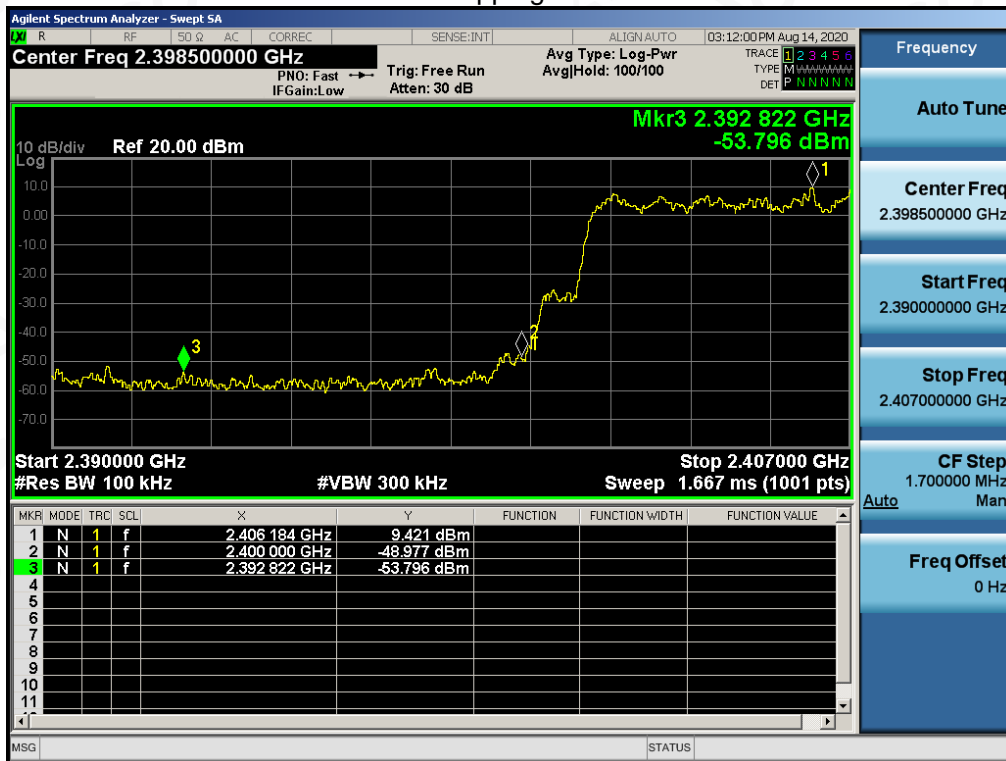 pping
Agilent Spectrum Analyzer - Swept SA
LXI R RF 50 Ω AC CORREC SENSE:INT ALIGN AUTO 03:12:00 PM Aug 14, 2020
Center Freq 2.398500000 GHz
PNO: Fast
IFGain:Low
Trig: Free Run
Atten: 30 dB
Avg Type: Log-Pwr
Avg|Hold: 100/100
TRACE 1 2 3 4 5 6
TYPE M
DET P N N N N N
Mkr3 2.392 822 GHz
-53.796 dBm
10 dB/div Ref 20.00 dBm
Log
10.0
0.00
-10.0
-20.0
-30.0
-40.0
-50.0
-60.0
-70.0
1
2
3
Start 2.390000 GHz Stop 2.407000 GHz
#Res BW 100 kHz #VBW 300 kHz Sweep 1.667 ms (1001 pts)
MKR MODE TRC SCL X Y FUNCTION FUNCTION WIDTH FUNCTION VALUE
1 N 1 f 2.406 184 GHz 9.421 dBm
2 N 1 f 2.400 000 GHz -48.977 dBm
3 N 1 f 2.392 822 GHz -53.796 dBm
4
5
6
7
8
9
10
11
MSG STATUS
Frequency
Auto Tune
Center Freq
2.398500000 GHz
Start Freq
2.390000000 GHz
Stop Freq
2.407000000 GHz
CF Step
1.700000 MHz
Auto Man
Freq Offset
0 Hz